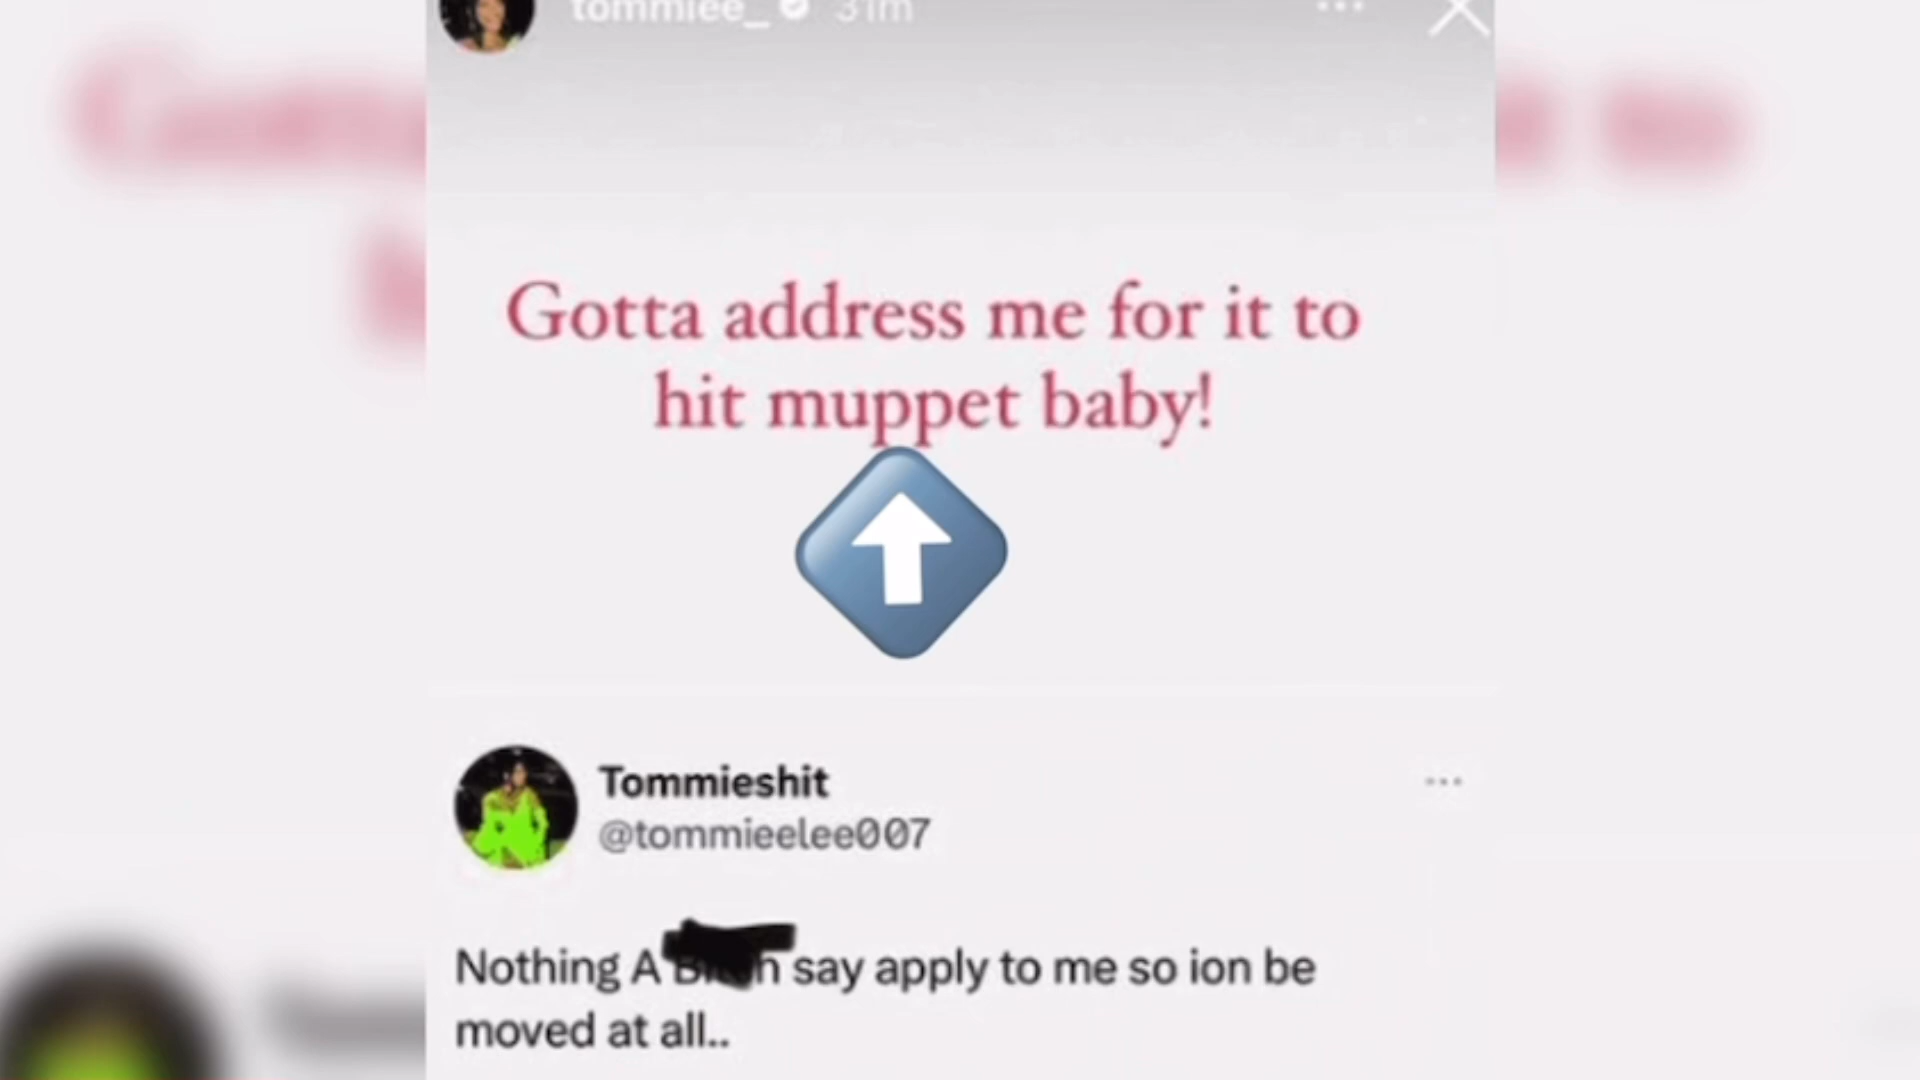 tommiee_ 31m
Gotta address me for it to
hit muppet baby!
Tommieshit
@tommieelee007
Nothing A Bitch say apply to me so ion be
moved at all..